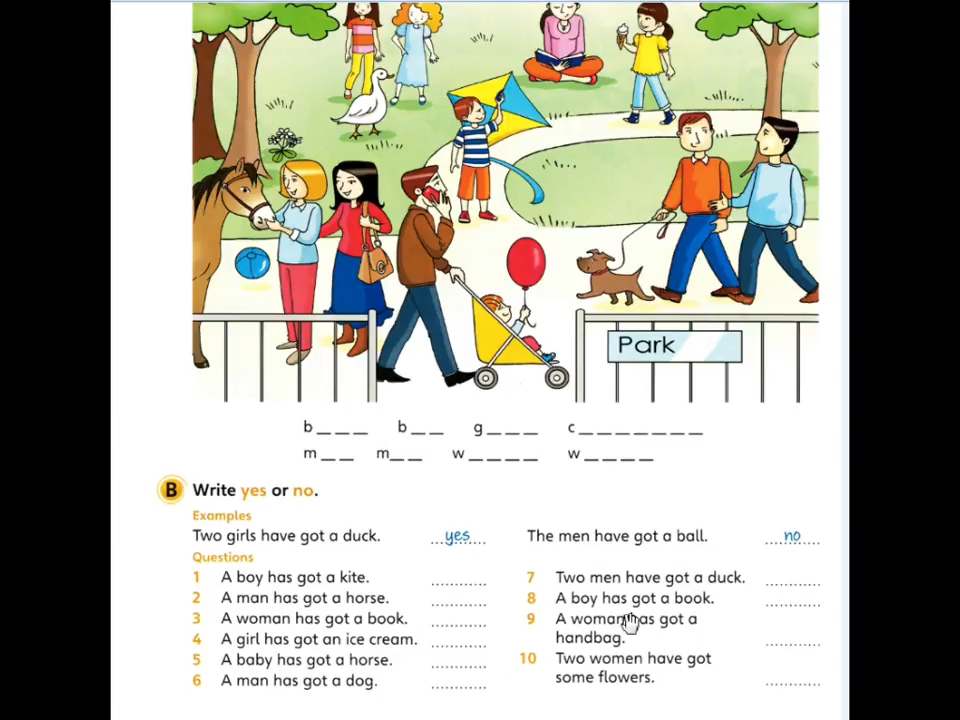 Park
b _ _ _ b _ _ g _ _ _ c _ _ _ _ _ _ _
m _ _ m _ _ w _ _ _ _ w _ _ _ _
B Write yes or no.
Examples
Two girls have got a duck. yes
The men have got a ball. no
Questions
1 A boy has got a kite. ..........
2 A man has got a horse. ..........
3 A woman has got a book. ..........
4 A girl has got an ice cream. ..........
5 A baby has got a horse. ..........
6 A man has got a dog. ..........
7 Two men have got a duck. ..........
8 A boy has got a book. ..........
9 A woman has got a
handbag. ..........
10 Two women have got
some flowers. ..........